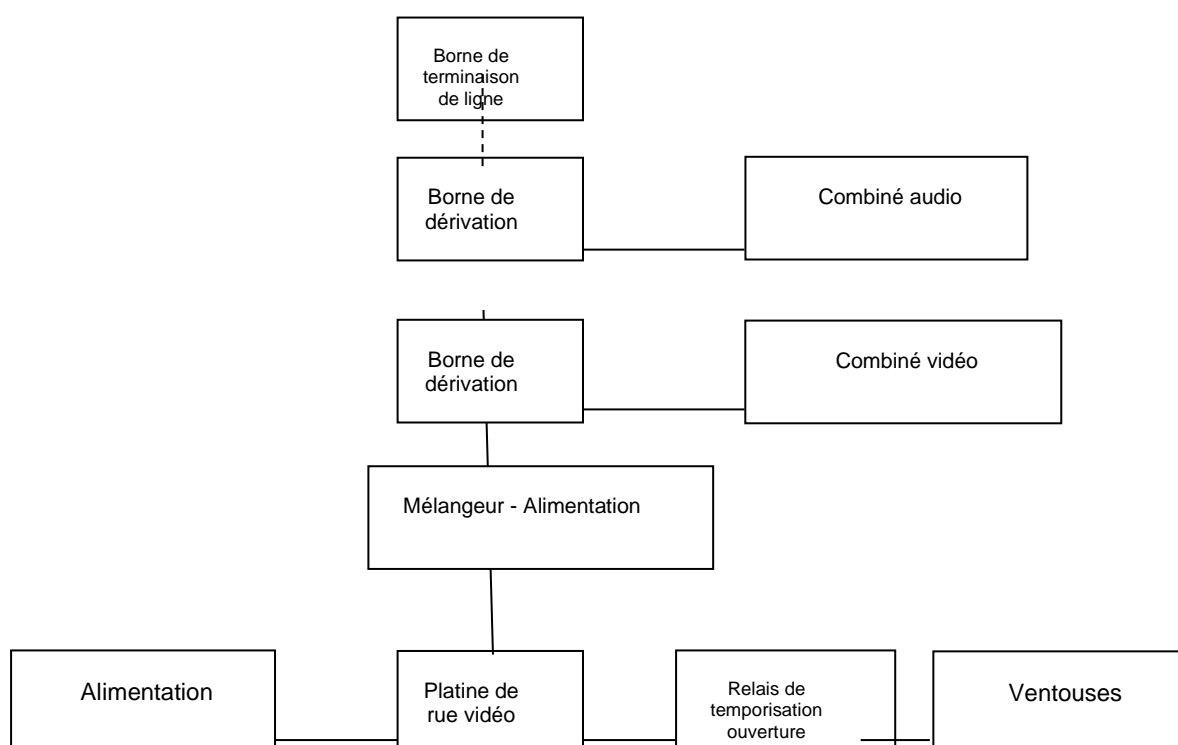 Borne de
terminaison
de ligne
Borne de
dérivation
Combiné audio
Borne de
dérivation
Combiné vidéo
Mélangeur - Alimentation
Alimentation
Platine de
rue vidéo
Relais de
temporisation
ouverture
Ventouses